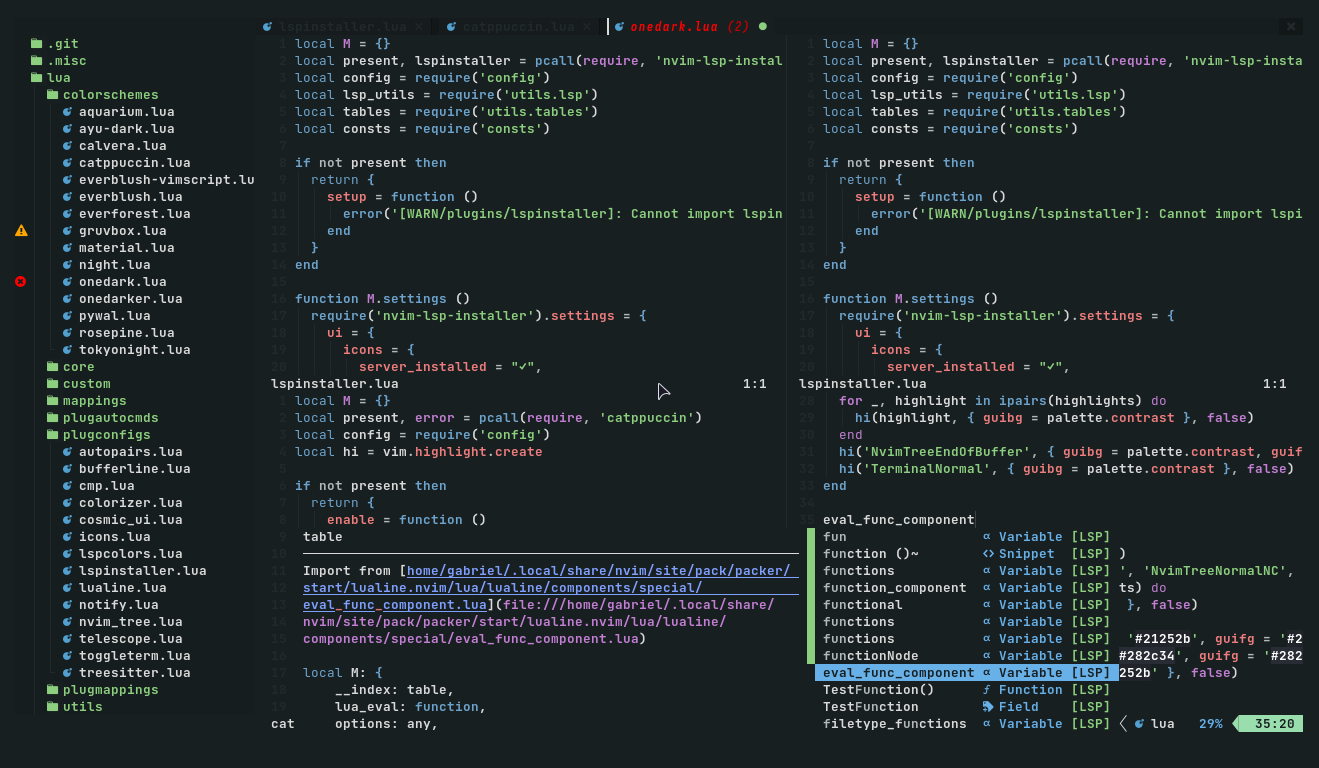 lspinstaller.lua ×
catppuccin.lua ×
onedark.lua (2) ●
×
.git
.misc
lua
colorschemes
aquarium.lua
ayu-dark.lua
calvera.lua
catppuccin.lua
everblush-vimscript.lu
everblush.lua
everforest.lua
gruvbox.lua
material.lua
night.lua
onedark.lua
onedarker.lua
pywal.lua
rosepine.lua
tokyonight.lua
core
custom
mappings
plugautocmds
plugconfigs
autopairs.lua
bufferline.lua
cmp.lua
colorizer.lua
cosmic_ui.lua
icons.lua
lspcolors.lua
lspinstaller.lua
lualine.lua
notify.lua
nvim_tree.lua
telescope.lua
toggleterm.lua
treesitter.lua
plugmappings
utils
1 local M = {}
2 local present, lspinstaller = pcall(require, 'nvim-lsp-instal
3 local config = require('config')
4 local lsp_utils = require('utils.lsp')
5 local tables = require('utils.tables')
6 local consts = require('consts')
7
8 if not present then
9 return {
10 setup = function ()
11 error('[WARN/plugins/lspinstaller]: Cannot import lspin
12 end
13 }
14 end
15
16 function M.settings ()
17 require('nvim-lsp-installer').settings = {
18 ui = {
19 icons = {
20 server_installed = "✓",
lspinstaller.lua 1:1
1 local M = {}
2 local present, error = pcall(require, 'catppuccin')
3 local config = require('config')
4 local hi = vim.highlight.create
5
6 if not present then
7 return {
8 enable = function ()
9 table
10
11 Import from [home/gabriel/.local/share/nvim/site/pack/packer/
12 start/lualine.nvim/lua/lualine/components/special/
13 eval_func_component.lua](file:///home/gabriel/.local/share/
14 nvim/site/pack/packer/start/lualine.nvim/lua/lualine/
15 components/special/eval_func_component.lua)
16
17 local M: {
18 __index: table,
19 lua_eval: function,
cat options: any,
1 local M = {}
2 local present, lspinstaller = pcall(require, 'nvim-lsp-insta
3 local config = require('config')
4 local lsp_utils = require('utils.lsp')
5 local tables = require('utils.tables')
6 local consts = require('consts')
7
8 if not present then
9 return {
10 setup = function ()
11 error('[WARN/plugins/lspinstaller]: Cannot import lspi
12 end
13 }
14 end
15
16 function M.settings ()
17 require('nvim-lsp-installer').settings = {
18 ui = {
19 icons = {
20 server_installed = "✓",
lspinstaller.lua 1:1
28 for _, highlight in ipairs(highlights) do
29 hi(highlight, { guibg = palette.contrast }, false)
30 end
31 hi('NvimTreeEndOfBuffer', { guibg = palette.contrast, guif
32 hi('TerminalNormal', { guibg = palette.contrast }, false)
33 end
34
35 eval_func_component
fun α Variable [LSP]
function ()~ <> Snippet [LSP] )
functions α Variable [LSP] ', 'NvimTreeNormalNC',
function_component α Variable [LSP] ts) do
functional α Variable [LSP] }, false)
functions α Variable [LSP]
functions α Variable [LSP] '#21252b', guifg = '#2
functionNode α Variable [LSP] #282c34', guifg = '#282
eval_func_component α Variable [LSP] 252b' }, false)
TestFunction() ƒ Function [LSP]
TestFunction Field [LSP]
filetype_functions α Variable [LSP] lua 29% 35:20